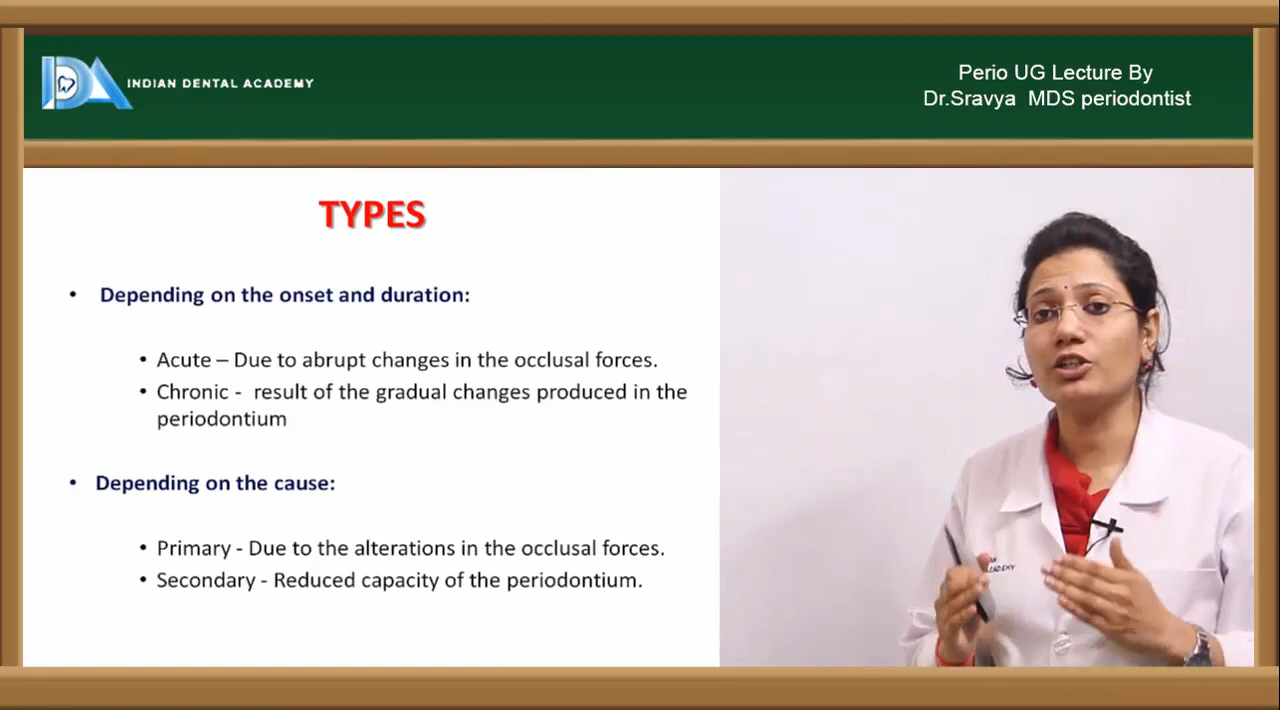 INDIAN DENTAL ACADEMY
Perio UG Lecture By
Dr.Sravya MDS periodontist
TYPES
• Depending on the onset and duration:
• Acute – Due to abrupt changes in the occlusal forces.
• Chronic - result of the gradual changes produced in the
periodontium
• Depending on the cause:
• Primary - Due to the alterations in the occlusal forces.
• Secondary - Reduced capacity of the periodontium.